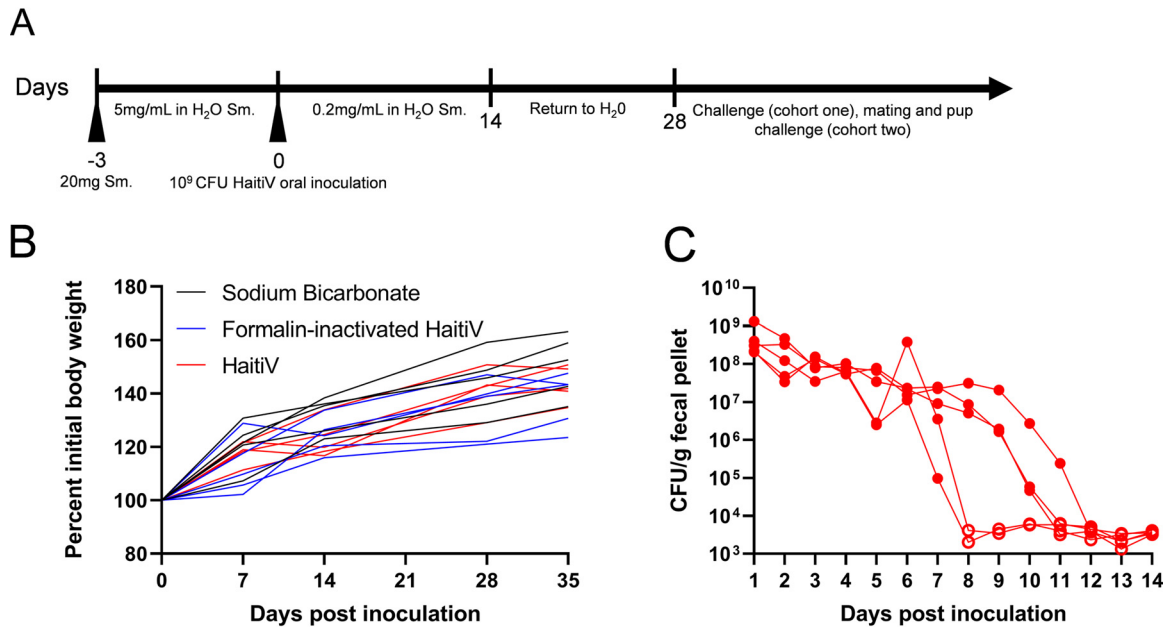 A
Days
5mg/mL in H₂O Sm.
0.2mg/mL in H₂O Sm.
14
Return to H₂0
28
Challenge (cohort one), mating and pup
challenge (cohort two)
-3
0
20mg Sm.
10⁹ CFU HaitiV oral inoculation
B
Percent initial body weight
180
160
140
120
100
80
Sodium Bicarbonate
Formalin-inactivated HaitiV
HaitiV
0 7 14 21 28 35
Days post inoculation
C
CFU/g fecal pellet
10¹⁰
10⁹
10⁸
10⁷
10⁶
10⁵
10⁴
10³
1 2 3 4 5 6 7 8 9 10 11 12 13 14
Days post inoculation